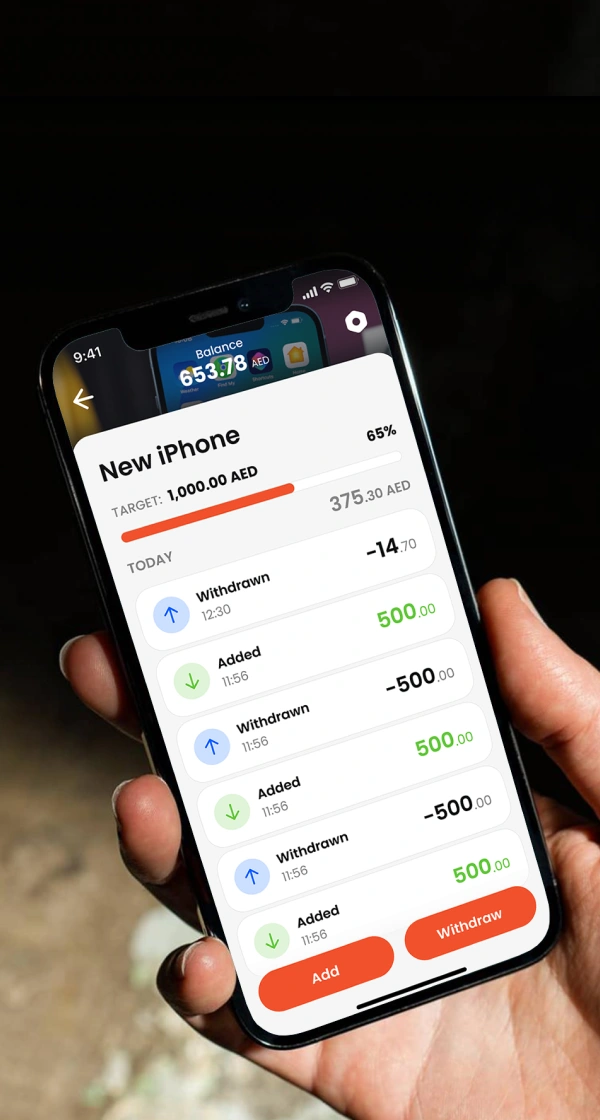 9:41
Balance
653.78 AED
New iPhone
65%
TARGET: 1,000.00 AED
375.30 AED
TODAY
Withdrawn
12:30
-14.70
Added
11:56
500.00
Withdrawn
11:56
-500.00
Added
11:56
500.00
Withdrawn
11:56
-500.00
Added
11:56
500.00
Add
Withdraw